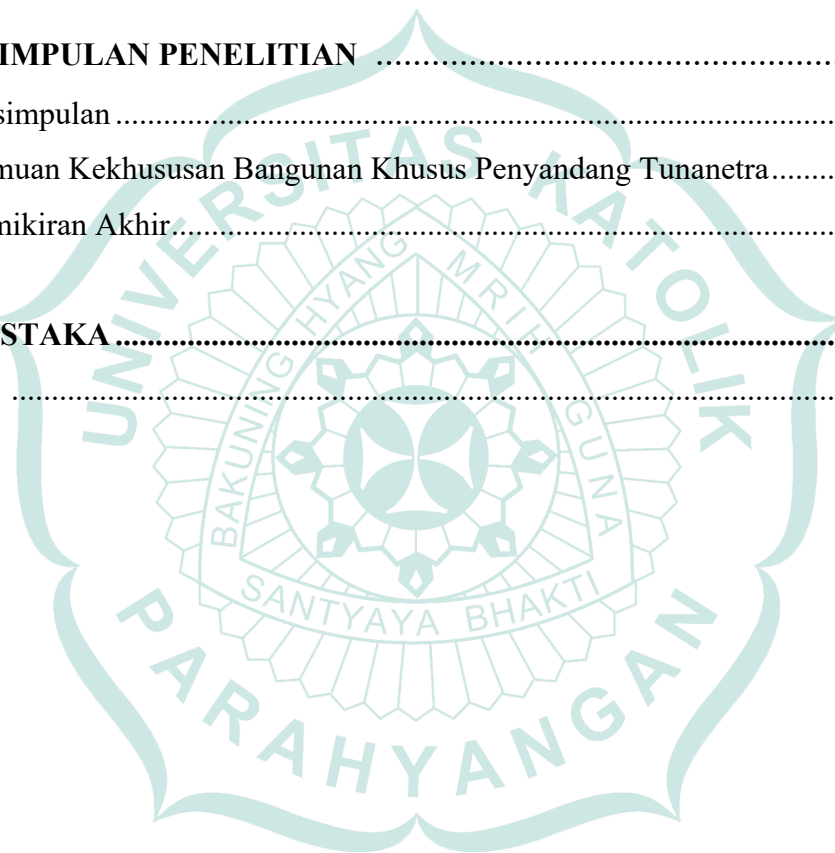 IMPULAN PENELITIAN ........................................................
simpulan ........................................................................................
muan Kekhususan Bangunan Khusus Penyandang Tunanetra........
mikiran Akhir...................................................................................
STAKA ..........................................................................................
.......................................................................................................
UNIVERSITAS KATOLIK
PARAHYANGAN
BAKUNING HYANG MRIH GUNA
SANTYAYA BHAKTI